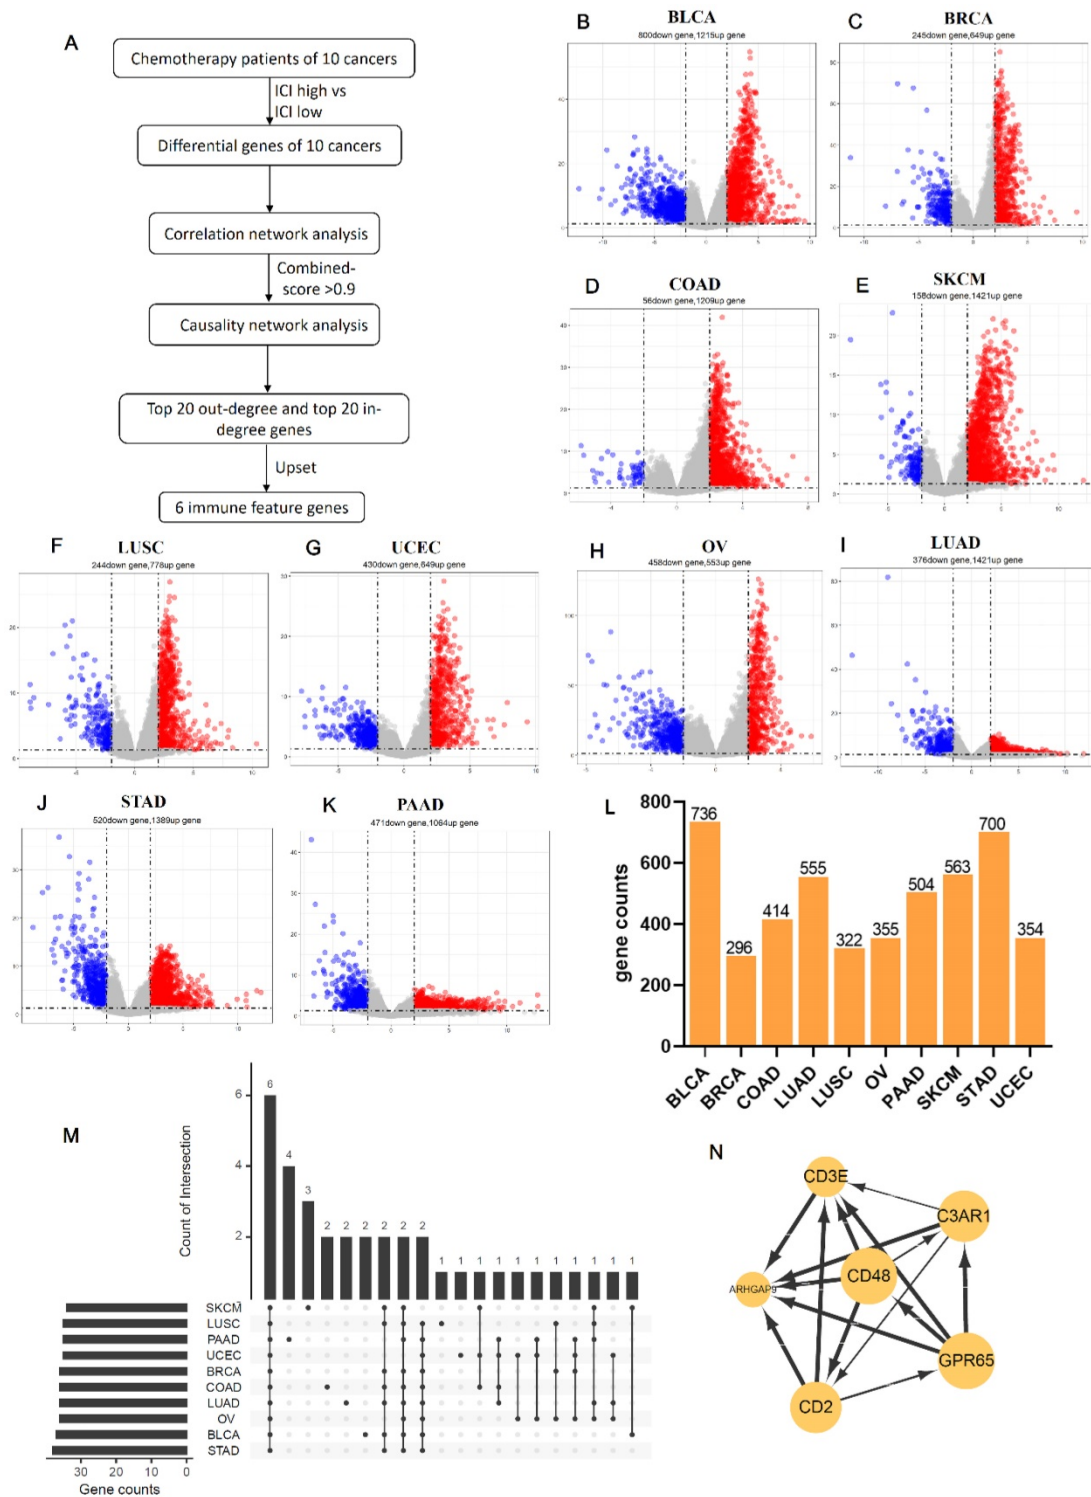 A
Chemotherapy patients of 10 cancers
ICI high vs
ICI low
Differential genes of 10 cancers
Correlation network analysis
Combined-
score >0.9
Causality network analysis
Top 20 out-degree and top 20 in-
degree genes
Upset
6 immune feature genes
B
BLCA
800down gene,1215up gene
C
BRCA
248down gene,649up gene
D
COAD
56down gene,1209up gene
E
SKCM
158down gene,1421up gene
F
LUSC
244down gene,778up gene
G
UCEC
430down gene,649up gene
H
OV
458down gene,553up gene
I
LUAD
376down gene,1421up gene
J
STAD
520down gene,1389up gene
K
PAAD
471down gene,1064up gene
L
gene counts
800
600
400
200
0
736
296
414
555
322
355
504
563
700
354
BLCA
BRCA
COAD
LUAD
LUSC
OV
PAAD
SKCM
STAD
UCEC
M
Count of Intersection
6
4
2
6 4 3 2 2 2 2 2 2 1 1 1 1 1 1 1 1 1 1 1
SKCM
LUSC
PAAD
UCEC
BRCA
COAD
LUAD
OV
BLCA
STAD
30 20 10 0
Gene counts
N
CD3E
C3AR1
CD48
ARHGAP9
GPR65
CD2